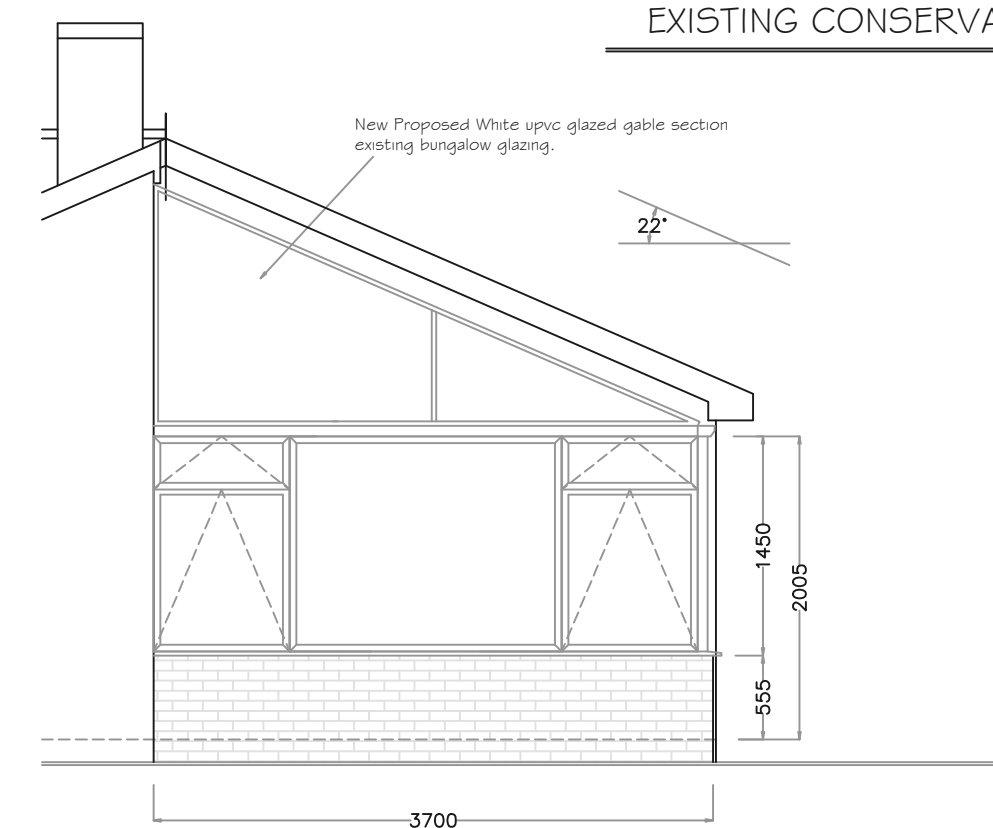 EXISTING CONSERVA
New Proposed White upvc glazed gable section
existing bungalow glazing.
22°
1450
2005
555
3700